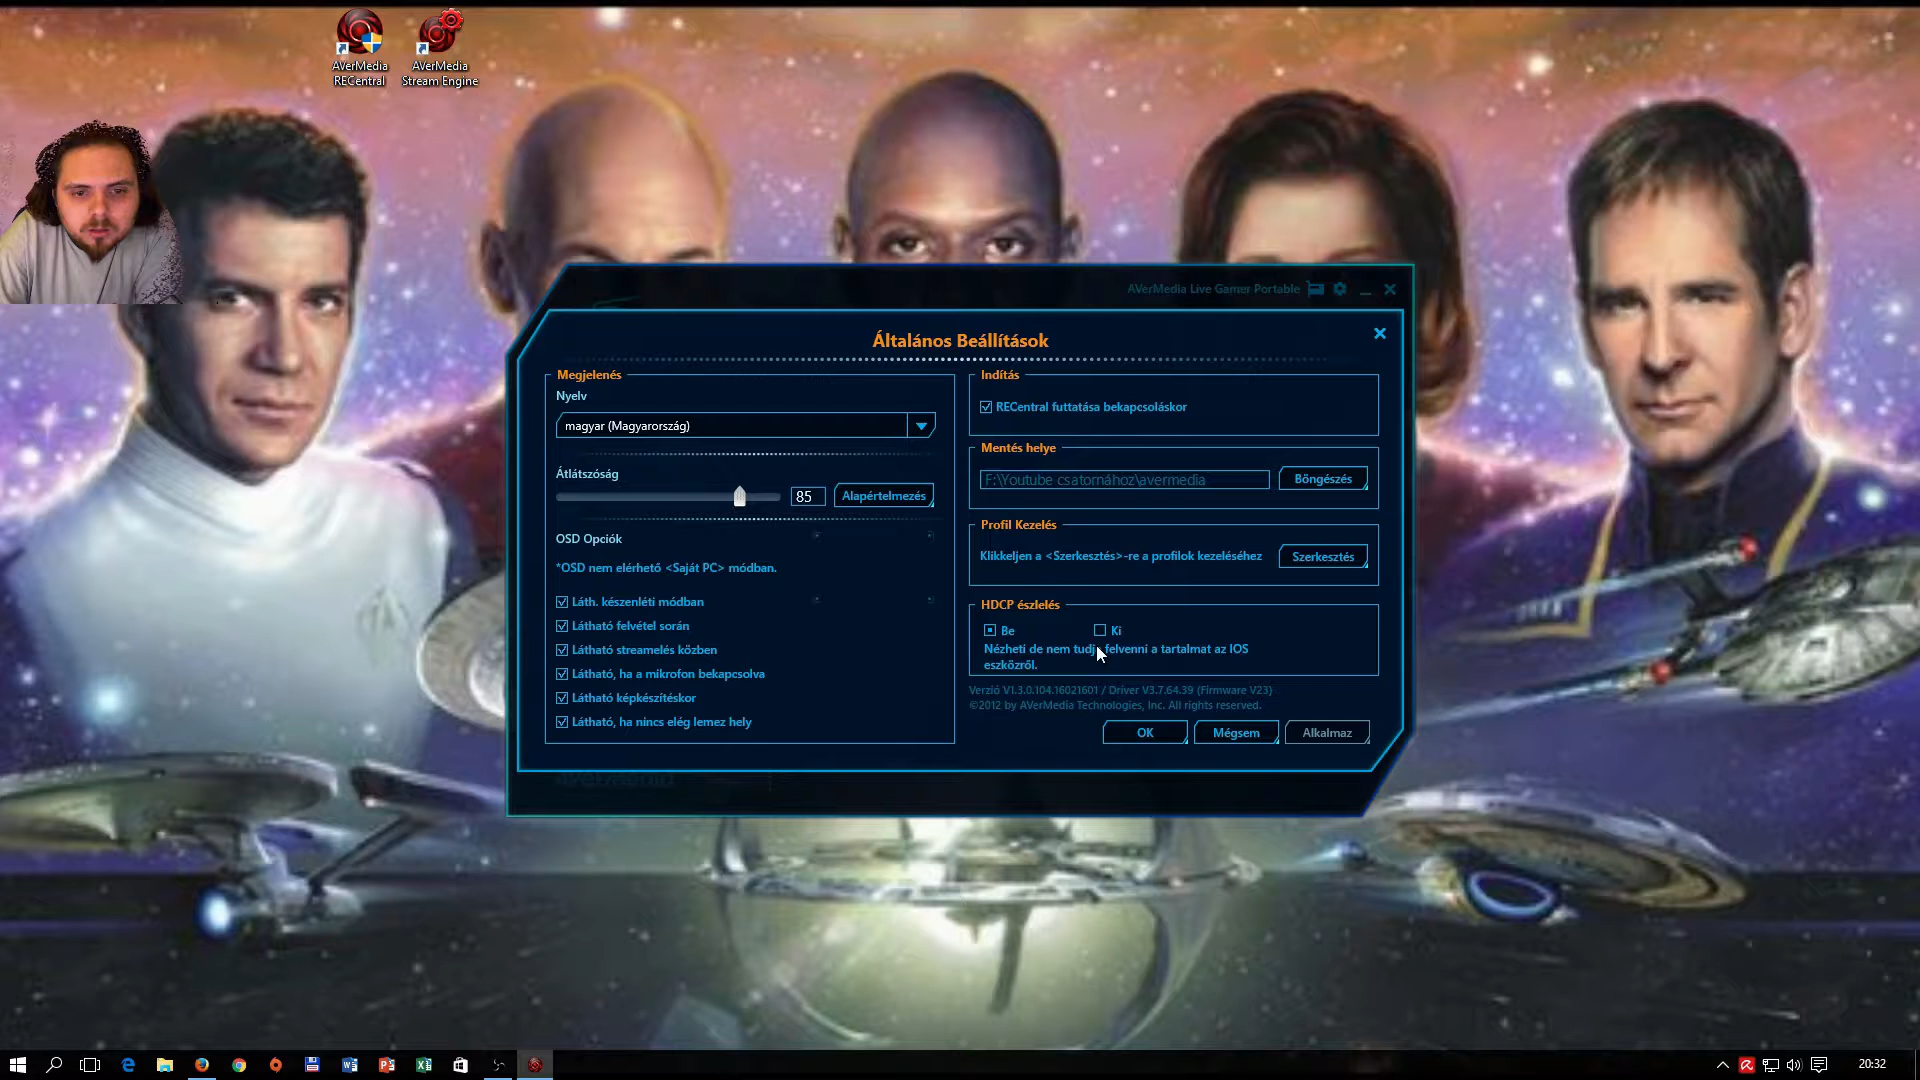 AVerMedia
RECentral
AVerMedia
Stream Engine
AVerMedia Live Gamer Portable
Általános Beállítások
Megjelenés
Nyelv
magyar (Magyarország)
Átlátszóság
85
Alapértelmezés
OSD Opciók
*OSD nem elérhető <Saját PC> módban.
Láth. készenléti módban
Látható felvétel során
Látható streamelés közben
Látható, ha a mikrofon bekapcsolva
Látható képkészítéskor
Látható, ha nincs elég lemez hely
Indítás
RECentral futtatása bekapcsoláskor
Mentés helye
F:\Youtube csatornához\avermedia
Böngészés
Profil Kezelés
Klikkeljen a <Szerkesztés>-re a profilok kezeléséhez
Szerkesztés
HDCP észlelés
Be
Ki
Nézheti de nem tudja felvenni a tartalmat az IOS
eszközről.
Verzió V1.3.0.104.16021601 / Driver V3.7.64.39 (Firmware V23)
©2012 by AVerMedia Technologies, Inc. All rights reserved.
OK
Mégsem
Alkalmaz
AVerMedia
20:32